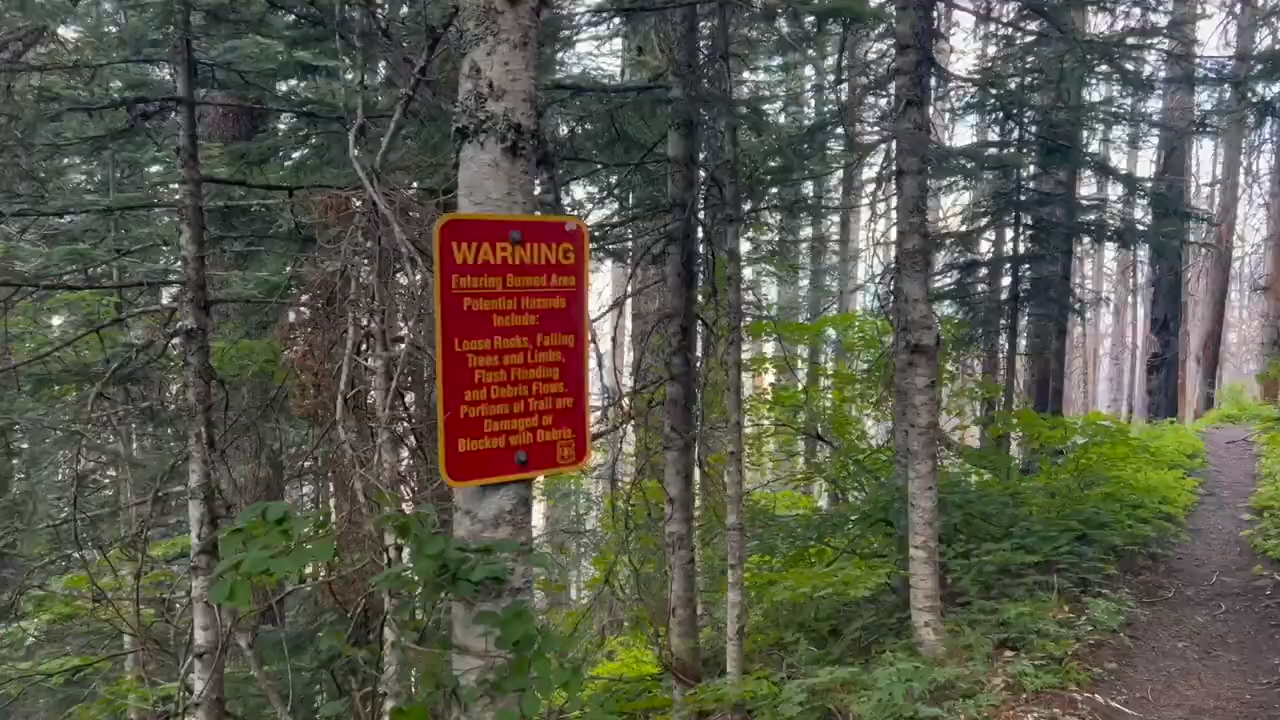 WARNING
Entering Burned Area
Potential Hazards
Include:
Loose Rocks, Falling
Trees and Limbs,
Flash Flooding
and Debris Flows.
Portions of Trail are
Damaged or
Blocked with Debris.